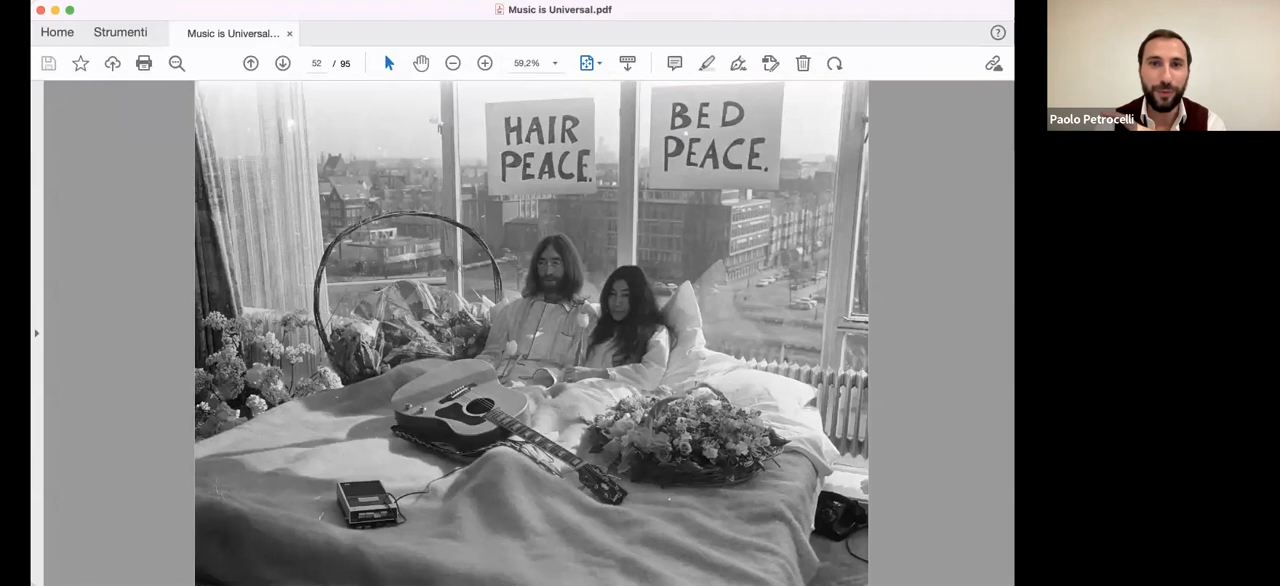 Music is Universal.pdf
Home Strumenti Music is Universal... ×
52 / 95 59,2%
HAIR
PEACE.
BED
PEACE.
Paolo Petrocelli